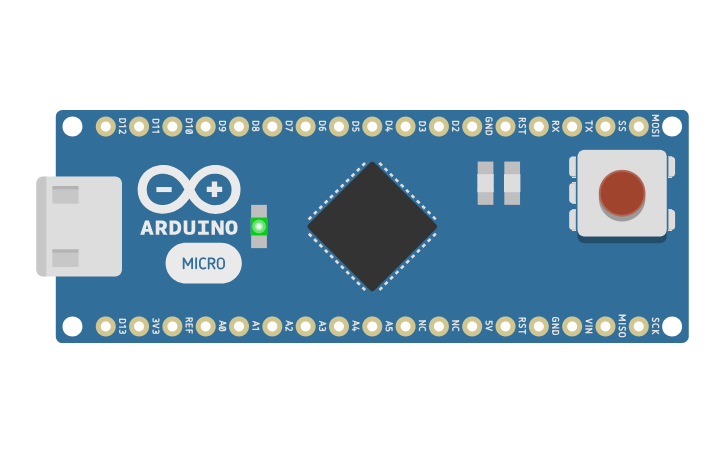 D12 D11 D10 D9 D8 D7 D6 D5 D4 D3 D2 GND RST RX TX SS MOSI
ARDUINO
MICRO
D13 3V3 REF A0 A1 A2 A3 A4 A5 NC NC 5V RST GND VIN MISO SCK